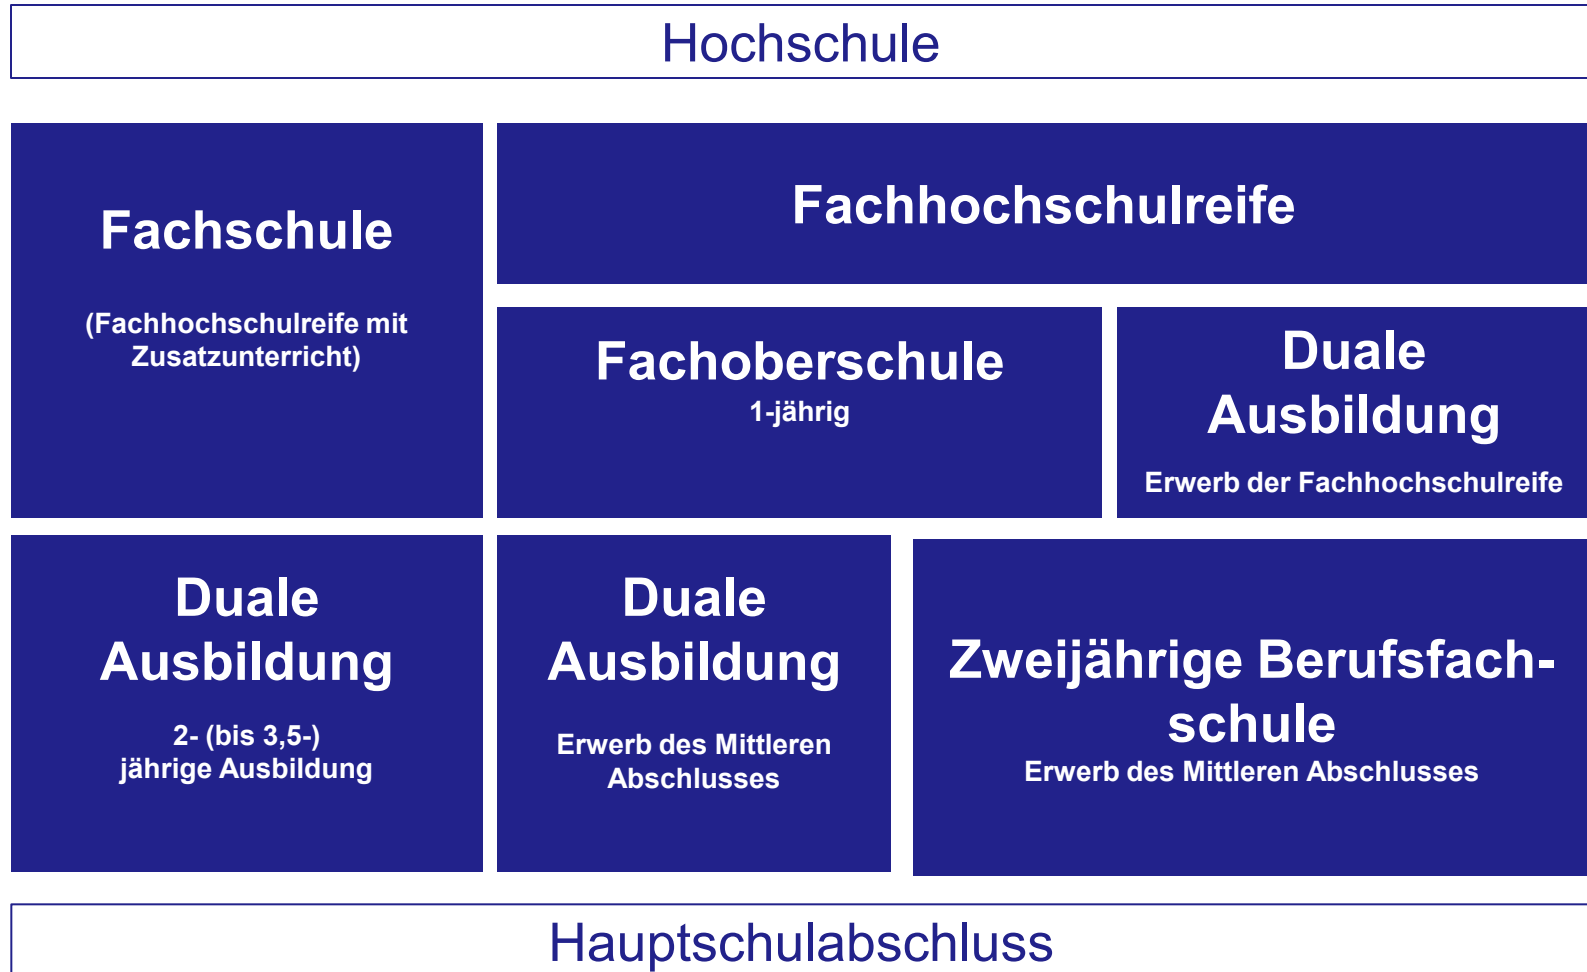 Hochschule
Fachschule
(Fachhochschulreife mit
Zusatzunterricht)
Fachhochschulreife
Fachoberschule
1-jährig
Duale
Ausbildung
Erwerb der Fachhochschulreife
Duale
Ausbildung
2- (bis 3,5-)
jährige Ausbildung
Duale
Ausbildung
Erwerb des Mittleren
Abschlusses
Zweijährige Berufsfach-
schule
Erwerb des Mittleren Abschlusses
Hauptschulabschluss